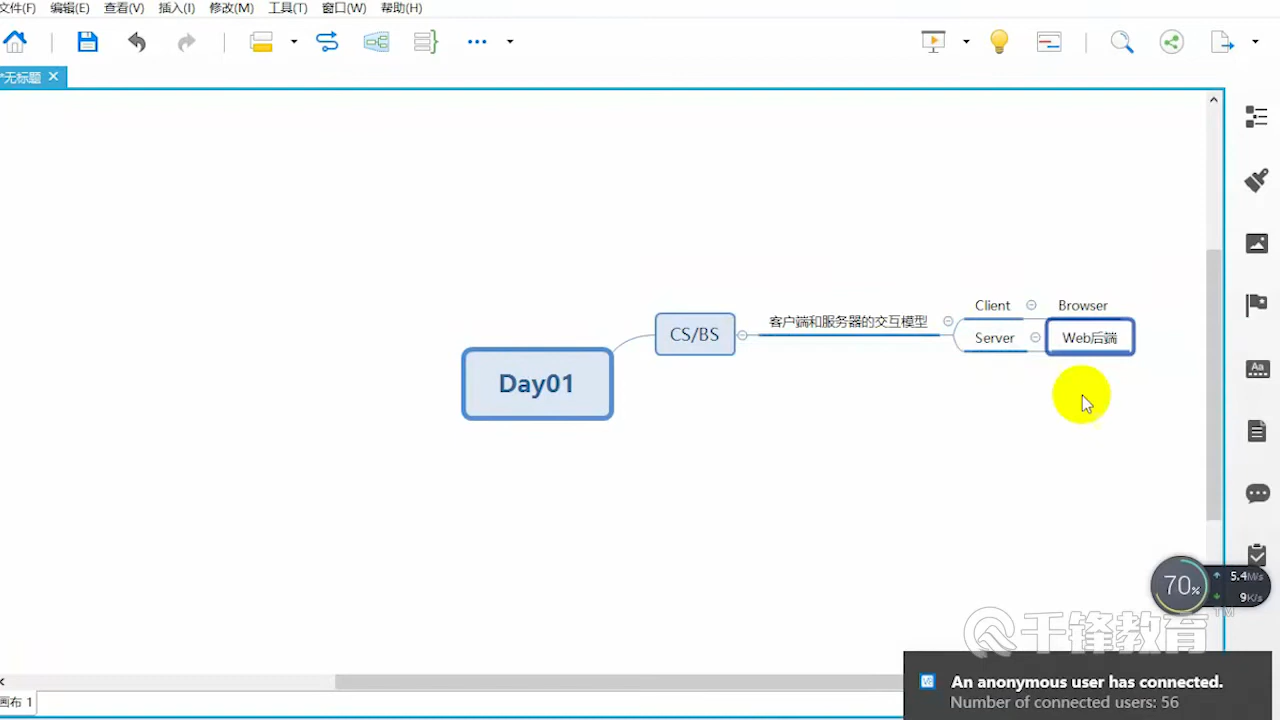 文件(F) 编辑(E) 查看(V) 插入(I) 修改(M) 工具(T) 窗口(W) 帮助(H)
*无标题
Day01
CS/BS
客户端和服务器的交互模型
Client
Browser
Server
Web后端
Aa
70%
5.4M/s
9K/s
千锋教育 TM
An anonymous user has connected.
Number of connected users: 56
画布 1